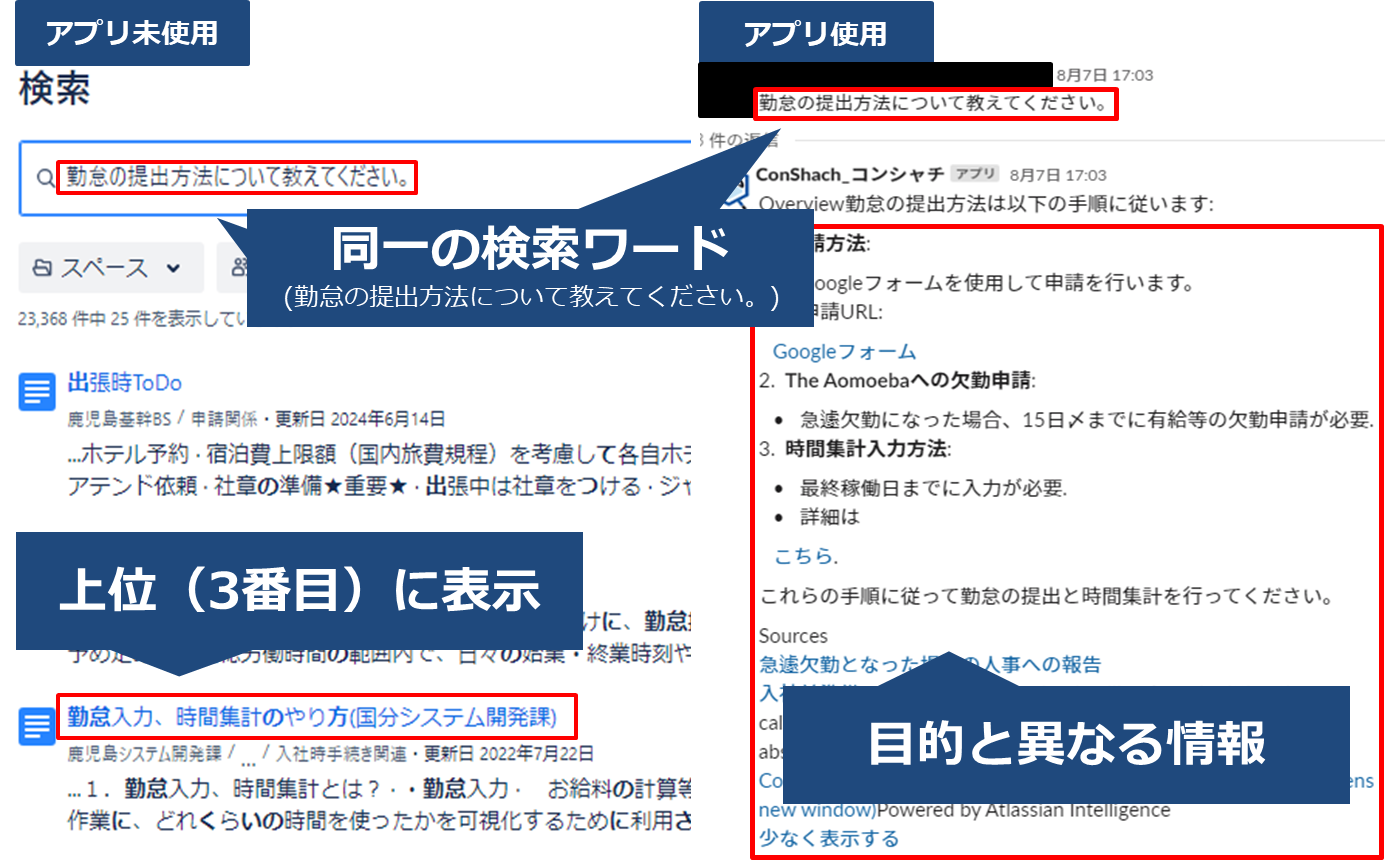 アプリ未使用
検索
勤怠の提出方法について教えてください。
スペース
23,368 件中 25 件を表示してい
出張時ToDo
鹿児島基幹BS / 申請関係・更新日 2024年6月14日
...ホテル予約・宿泊費上限額（国内旅費規程）を考慮して各自ホテ
アテンド依頼・社章の準備★重要★・出張中は社章をつける・ジャ
上位（3番目）に表示
けに、勤怠
労働時間の範囲内で、日々の始業・終業時刻や
勤怠入力、時間集計のやり方(国分システム開発課)
鹿児島システム開発課 / ... / 入社時手続き関連・更新日 2022年7月22日
...１．勤怠入力、時間集計とは？・・勤怠入力・　お給料の計算等
作業に、どれくらいの時間を使ったかを可視化するために利用さ
同一の検索ワード
(勤怠の提出方法について教えてください。)
アプリ使用
8月7日 17:03
勤怠の提出方法について教えてください。
件の返信
ConShach_コンシャチ アプリ 8月7日 17:03
Overview勤怠の提出方法は以下の手順に従います:
請方法:
oogleフォームを使用して申請を行います。
申請URL:
Googleフォーム
2. The Aomoebaへの欠勤申請:
• 急遽欠勤になった場合、15日〆までに有給等の欠勤申請が必要.
3. 時間集計入力方法:
• 最終稼働日までに入力が必要.
• 詳細は
こちら.
これらの手順に従って勤怠の提出と時間集計を行ってください。
Sources
急遽欠勤となった場合の人事への報告
目的と異なる情報
new window)Powered by Atlassian Intelligence
少なく表示する